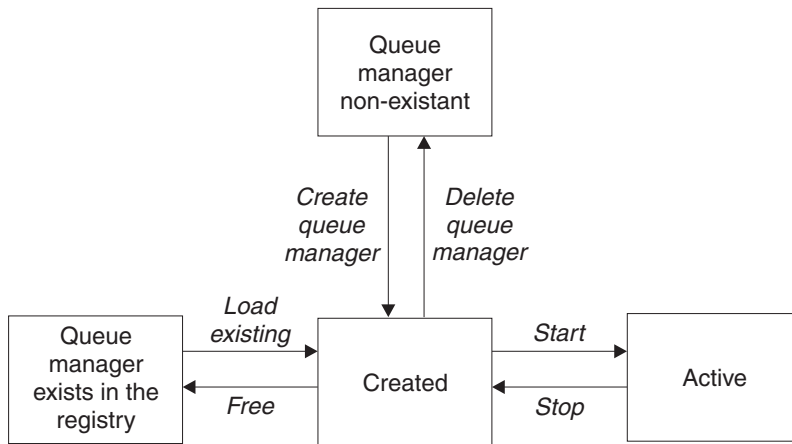 Queue
manager
non-existant
Create
queue
manager
Delete
queue
manager
Load
existing
Queue
manager
exists in the
registry
Free
Created
Start
Stop
Active